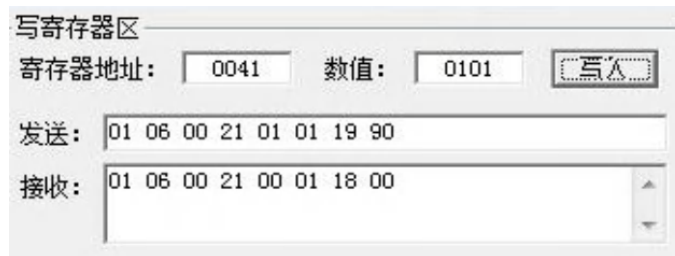 写寄存器区
寄存器地址： 0041 数值： 0101 写入
发送： 01 06 00 21 01 01 19 90
接收： 01 06 00 21 00 01 18 00